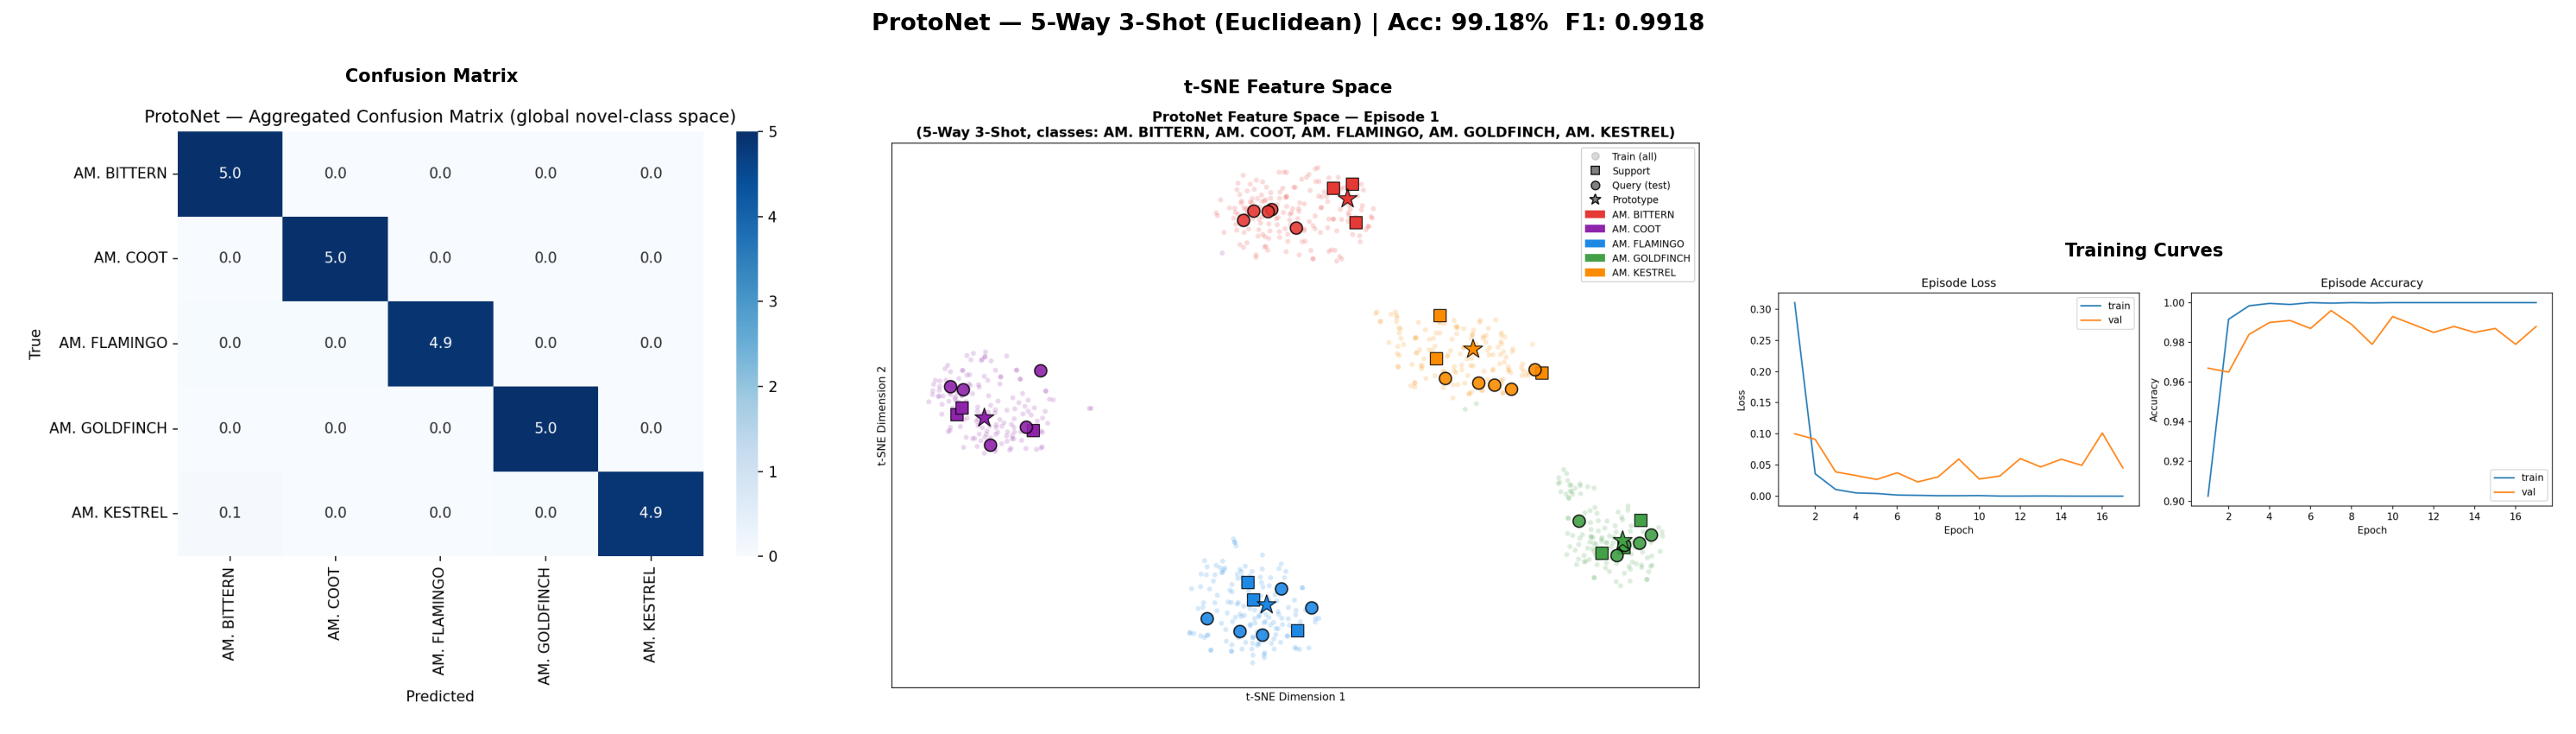 ProtoNet — 5-Way 3-Shot (Euclidean) | Acc: 99.18%  F1: 0.9918
Confusion Matrix
ProtoNet — Aggregated Confusion Matrix (global novel-class space)
True
AM. BITTERN
5.0 0.0 0.0 0.0 0.0
AM. COOT
0.0 5.0 0.0 0.0 0.0
AM. FLAMINGO
0.0 0.0 4.9 0.0 0.0
AM. GOLDFINCH
0.0 0.0 0.0 5.0 0.0
AM. KESTREL
0.1 0.0 0.0 0.0 4.9
AM. BITTERN
AM. COOT
AM. FLAMINGO
AM. GOLDFINCH
AM. KESTREL
Predicted
5
4
3
2
1
0
t-SNE Feature Space
ProtoNet Feature Space — Episode 1
(5-Way 3-Shot, classes: AM. BITTERN, AM. COOT, AM. FLAMINGO, AM. GOLDFINCH, AM. KESTREL)
Train (all)
Support
Query (test)
Prototype
AM. BITTERN
AM. COOT
AM. FLAMINGO
AM. GOLDFINCH
AM. KESTREL
t-SNE Dimension 2
t-SNE Dimension 1
Training Curves
Episode Loss
train
val
Loss
0.30
0.25
0.20
0.15
0.10
0.05
0.00
2 4 6 8 10 12 14 16
Epoch
Episode Accuracy
Accuracy
1.00
0.98
0.96
0.94
0.92
0.90
train
val
2 4 6 8 10 12 14 16
Epoch